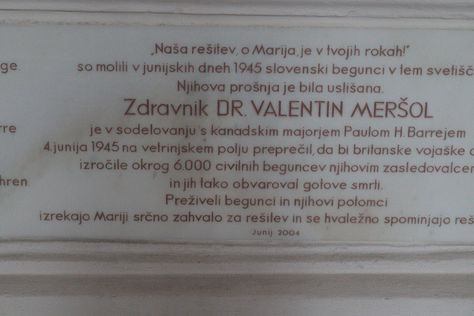 „Naša rešitev, o Marija, je v tvojih rokah!"
ge
so molili v junijskih dneh 1945 slovenski begunci v tem svetišč
Njihova prošnja je bila uslišana.
Zdravnik DR. VALENTIN MERŠOL
rre
je v sodelovanju s kanadskim majorjem Paulom H. Barrejem
4. junija 1945 na vetrinjskem polju preprečil, da bi britanske vojaške o
izročile okrog 6.000 civilnih beguncev njihovim zasledovalcem
hren
in jih tako obvaroval gotove smrti.
Preživeli begunci in njihovi potomci
izrekajo Mariji srčno zahvalo za rešitev in se hvaležno spominjajo reš
Junij 2004